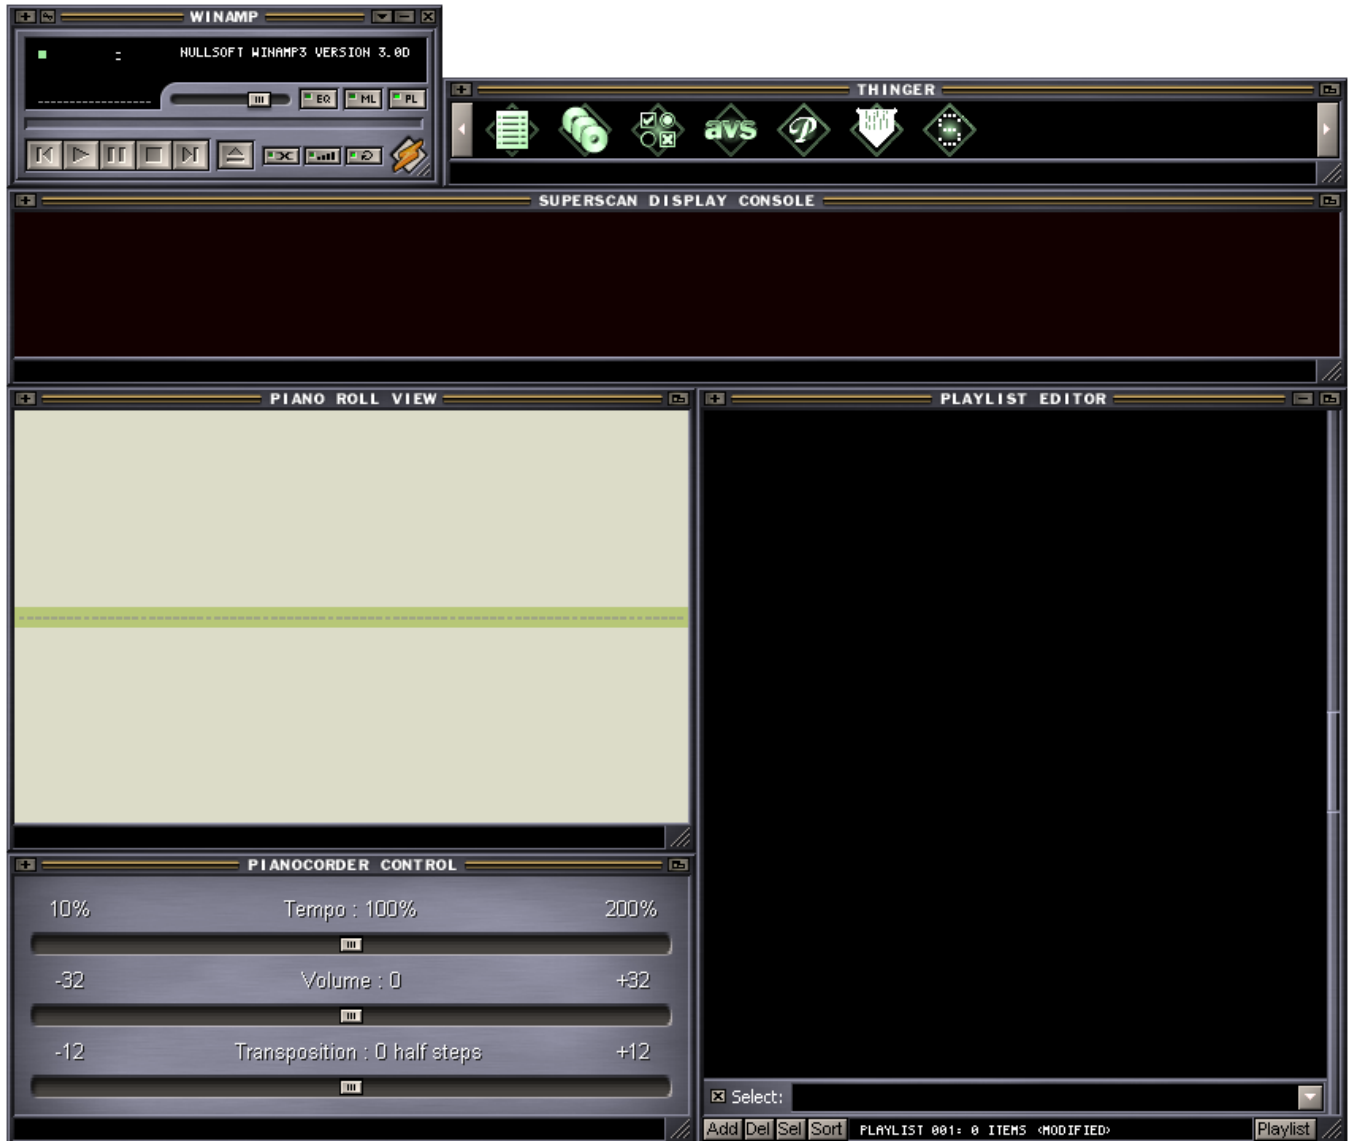 WINAMP
NULLSOFT WINAMP3 VERSION 3.0D
EQ ML PL
THINGER
avs P
SUPERSCAN DISPLAY CONSOLE
PIANO ROLL VIEW
PIANOCORDER CONTROL
10% Tempo : 100% 200%
-32 Volume : 0 +32
-12 Transposition : 0 half steps +12
PLAYLIST EDITOR
Select:
Add Del Sel Sort PLAYLIST 001: 0 ITEMS <MODIFIED> Playlist